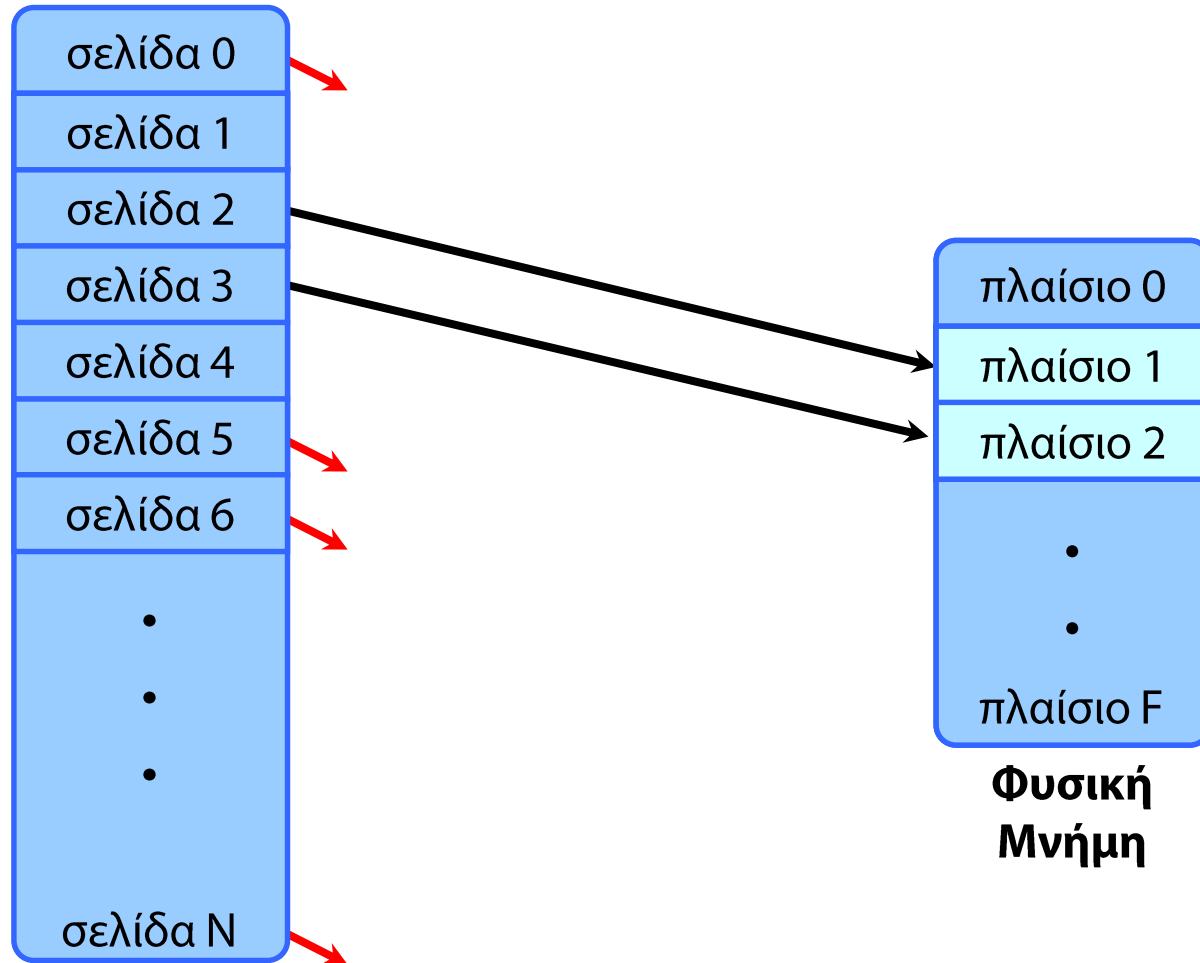 σελίδα 0
σελίδα 1
σελίδα 2
σελίδα 3
σελίδα 4
σελίδα 5
σελίδα 6
σελίδα N
πλαίσιο 0
πλαίσιο 1
πλαίσιο 2
πλαίσιο F
Φυσική
Μνήμη